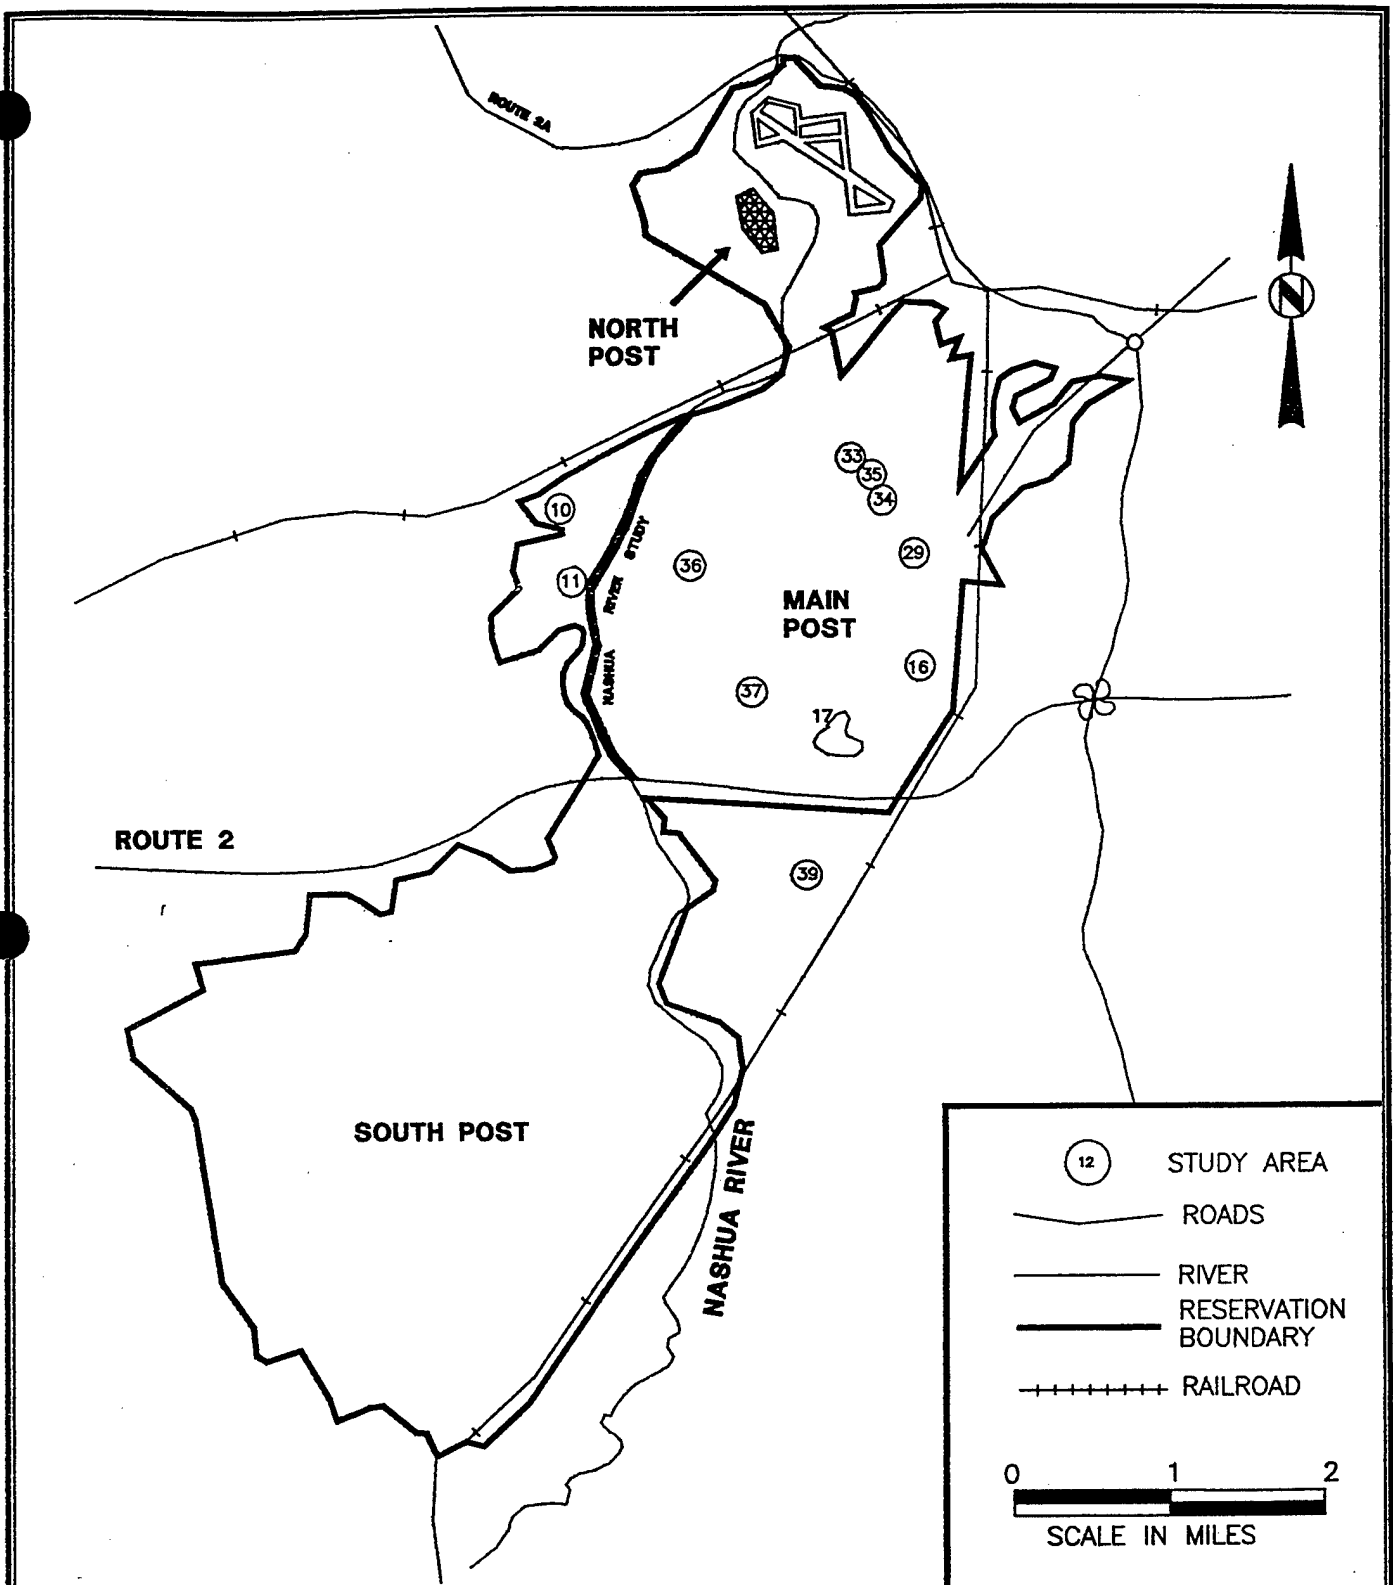 ROUTE 2A
N
NORTH
POST
33
35
34
10
29
STUDY
36
11
RIVER
MAIN
POST
16
NASHUA
37
17
ROUTE 2
39
SOUTH POST
NASHUA RIVER
12 STUDY AREA
ROADS
RIVER
RESERVATION
BOUNDARY
RAILROAD
0 1 2
SCALE IN MILES